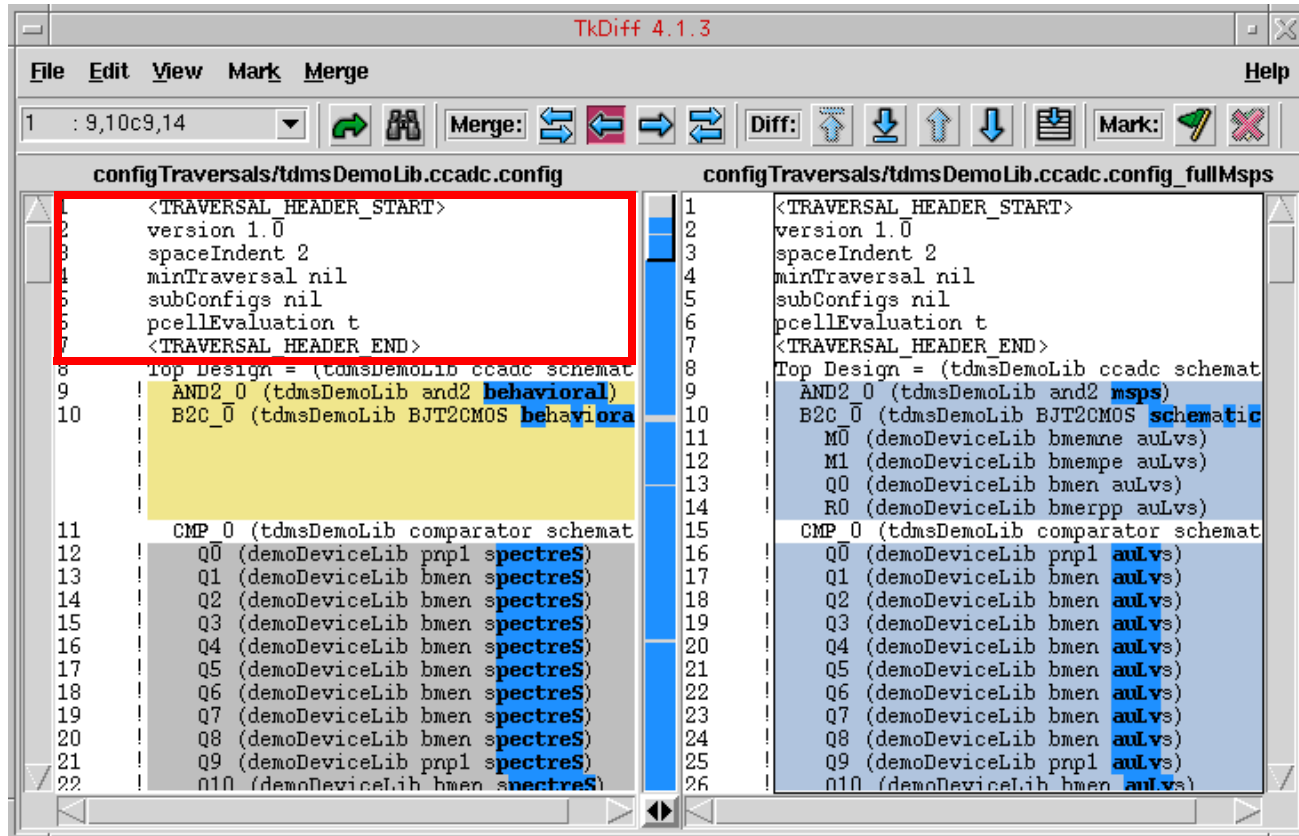 TkDiff 4.1.3
File Edit View Mark Merge Help
1 : 9,10c9,14 Merge: Diff: Mark:
configTraversals/tdmsDemoLib.ccadc.config
1 <TRAVERSAL_HEADER_START>
2 version 1.0
3 spaceIndent 2
4 minTraversal nil
5 subConfigs nil
6 pcellEvaluation t
7 <TRAVERSAL_HEADER_END>
8 Top Design = (tdmsDemoLib ccadc schemat
9 ! AND2_0 (tdmsDemoLib and2 behavioral)
10 ! B2C_0 (tdmsDemoLib BJT2CMOS behaviora
!
!
!
!
11 CMP_0 (tdmsDemoLib comparator schemat
12 ! Q0 (demoDeviceLib pnp1 spectreS)
13 ! Q1 (demoDeviceLib bmen spectreS)
14 ! Q2 (demoDeviceLib bmen spectreS)
15 ! Q3 (demoDeviceLib bmen spectreS)
16 ! Q4 (demoDeviceLib bmen spectreS)
17 ! Q5 (demoDeviceLib bmen spectreS)
18 ! Q6 (demoDeviceLib bmen spectreS)
19 ! Q7 (demoDeviceLib bmen spectreS)
20 ! Q8 (demoDeviceLib bmen spectreS)
21 ! Q9 (demoDeviceLib pnp1 spectreS)
22 ! Q10 (demoDeviceLib bmen spectreS)
configTraversals/tdmsDemoLib.ccadc.config_fullMsps
1 <TRAVERSAL_HEADER_START>
2 version 1.0
3 spaceIndent 2
4 minTraversal nil
5 subConfigs nil
6 pcellEvaluation t
7 <TRAVERSAL_HEADER_END>
8 Top Design = (tdmsDemoLib ccadc schemat
9 ! AND2_0 (tdmsDemoLib and2 msps)
10 ! B2C_0 (tdmsDemoLib BJT2CMOS schematic
11 ! M0 (demoDeviceLib bmemne auLvs)
12 ! M1 (demoDeviceLib bmempe auLvs)
13 ! Q0 (demoDeviceLib bmen auLvs)
14 ! R0 (demoDeviceLib bmerpp auLvs)
15 CMP_0 (tdmsDemoLib comparator schemat
16 ! Q0 (demoDeviceLib pnp1 auLvs)
17 ! Q1 (demoDeviceLib bmen auLvs)
18 ! Q2 (demoDeviceLib bmen auLvs)
19 ! Q3 (demoDeviceLib bmen auLvs)
20 ! Q4 (demoDeviceLib bmen auLvs)
21 ! Q5 (demoDeviceLib bmen auLvs)
22 ! Q6 (demoDeviceLib bmen auLvs)
23 ! Q7 (demoDeviceLib bmen auLvs)
24 ! Q8 (demoDeviceLib bmen auLvs)
25 ! Q9 (demoDeviceLib pnp1 auLvs)
26 ! Q10 (demoDeviceLib bmen auLvs)